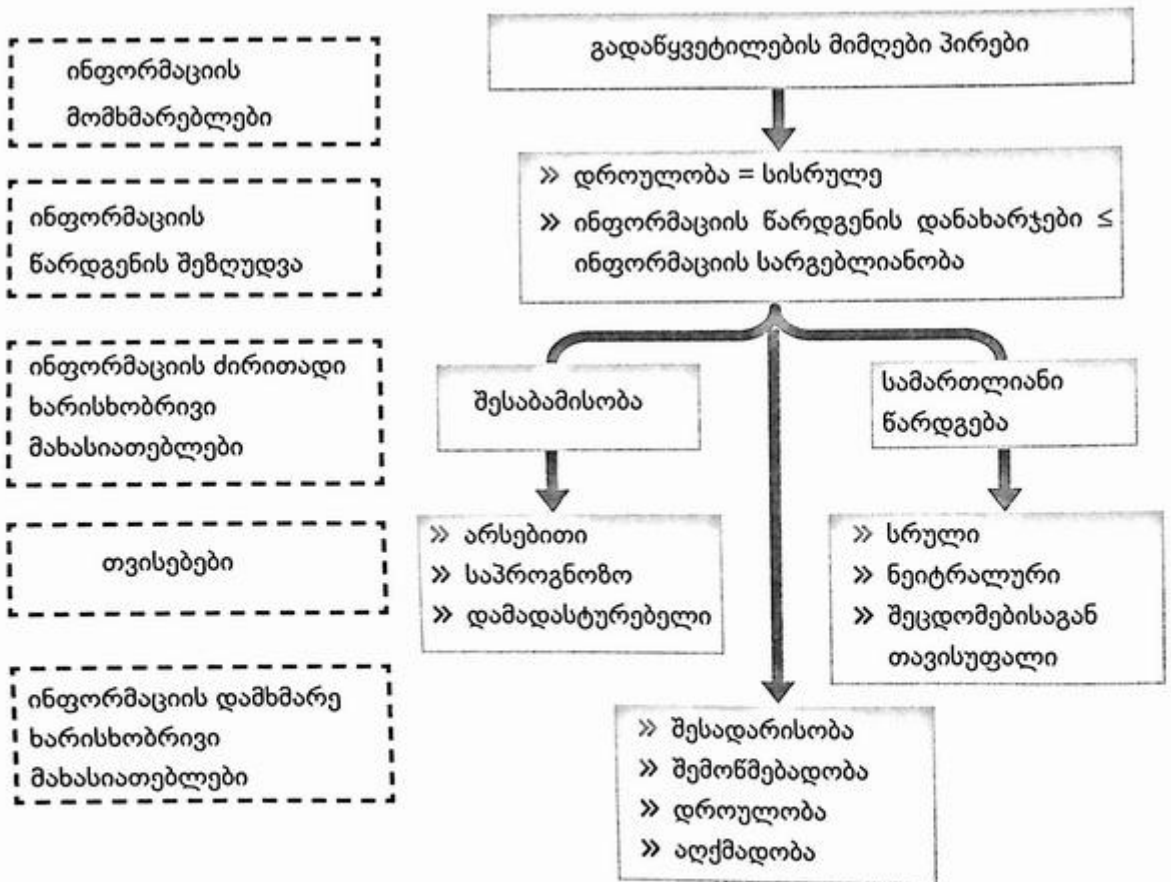 ინფორმაციის
მომხმარებლები
გადაწყვეტილების მიმღები პირები
ინფორმაციის
წარდგენის შეზღუდვა
» დროულობა = სისრულე
» ინფორმაციის წარდგენის დანახარჯები ≤
ინფორმაციის სარგებლიანობა
ინფორმაციის ძირითადი
ხარისხობრივი
მახასიათებლები
შესაბამისობა
სამართლიანი
წარდგება
თვისებები
» არსებითი
» საპროგნოზო
» დამადასტურებელი
» სრული
» ნეიტრალური
» შეცდომებისაგან
თავისუფალი
ინფორმაციის დამხმარე
ხარისხობრივი
მახასიათებლები
» შესადარისობა
» შემოწმებადობა
» დროულობა
» აღქმადობა